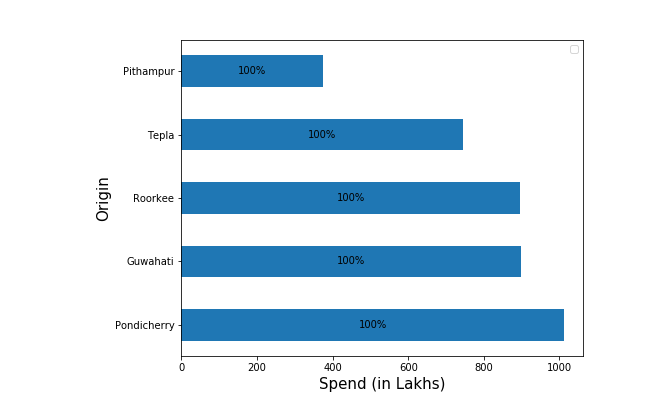 Pithampur
100%
Tepla
100%
Roorkee
100%
Guwahati
100%
Pondicherry
100%
Origin
0 200 400 600 800 1000
Spend (in Lakhs)